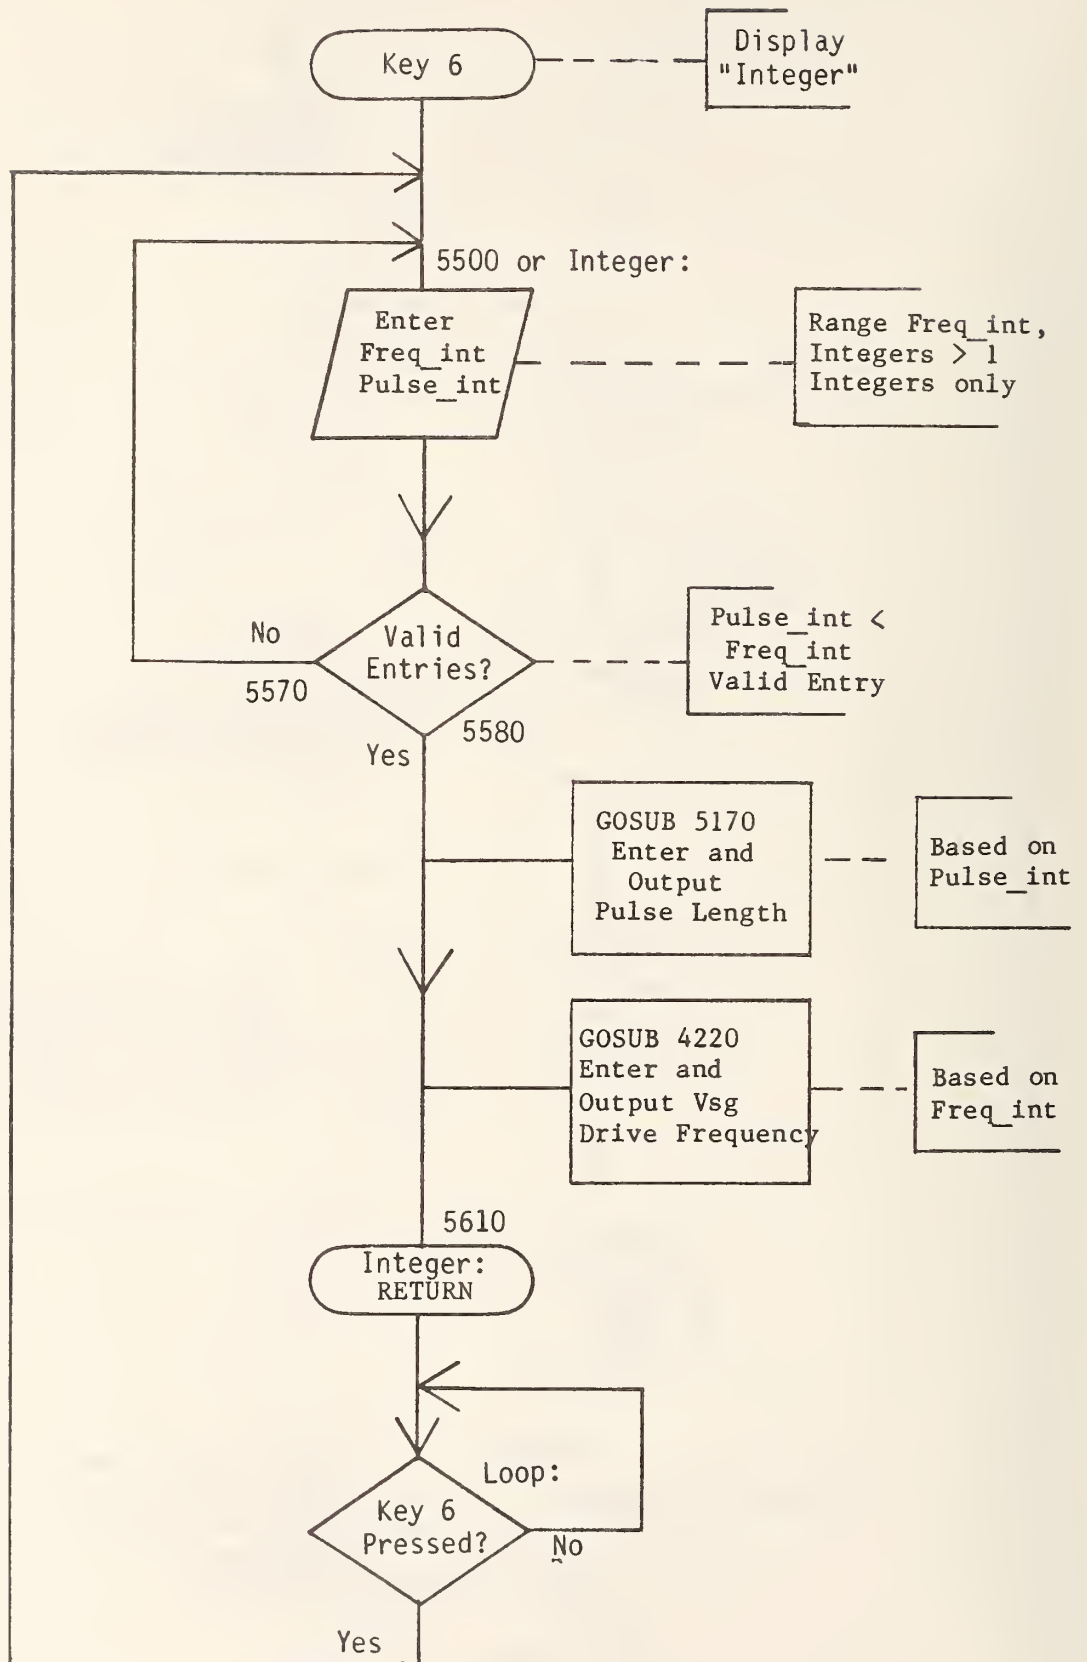 Key 6
Display
"Integer"
5500 or Integer:
Enter
Freq_int
Pulse_int
Range Freq_int,
Integers > 1
Integers only
No
Valid
Entries?
5570
5580
Yes
Pulse_int <
Freq_int
Valid Entry
GOSUB 5170
Enter and
Output
Pulse Length
Based on
Pulse_int
GOSUB 4220
Enter and
Output Vsg
Drive Frequency
Based on
Freq_int
5610
Integer:
RETURN
Loop:
Key 6
Pressed?
No
Yes